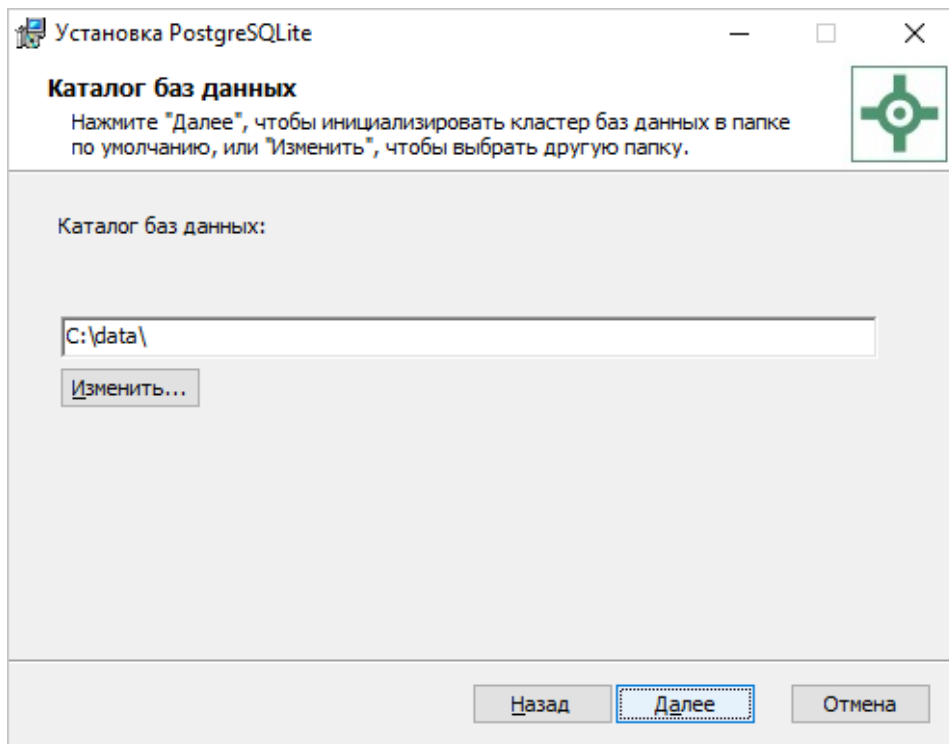 Установка PostgreSQLite
Каталог баз данных
Нажмите "Далее", чтобы инициализировать кластер баз данных в папке
по умолчанию, или "Изменить", чтобы выбрать другую папку.
Каталог баз данных:
C:\data\
Изменить...
Назад Далее Отмена